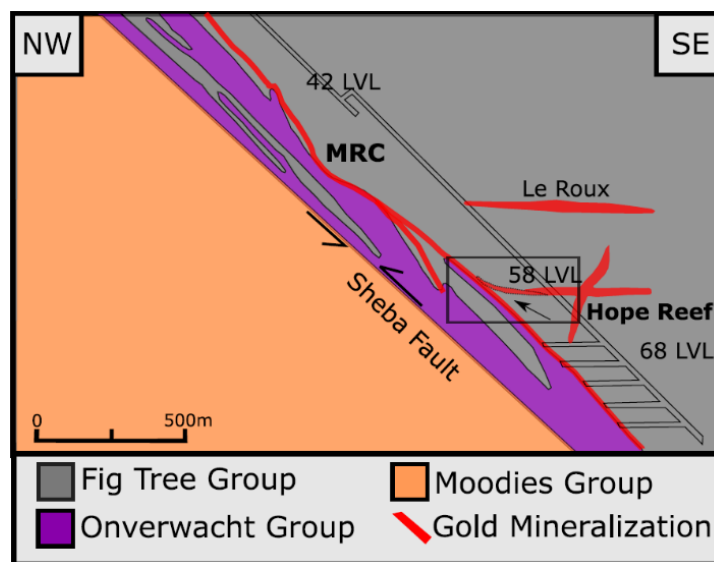 NW
SE
42 LVL
MRC
Le Roux
58 LVL
Hope Reef
Sheba Fault
68 LVL
0 500m
Fig Tree Group
Moodies Group
Onverwacht Group
Gold Mineralization